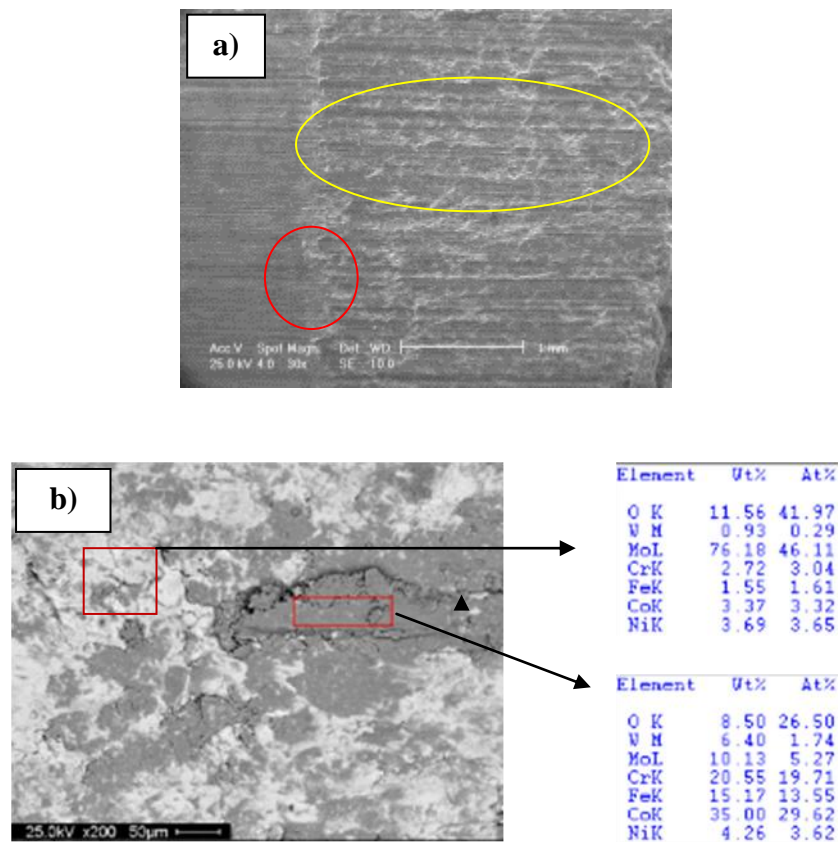 a)
Acc.V Spot Magn Det WD 1 mm
25.0 kV 4.0 30x SE 10.0
b)
25.0kV x200 50µm
Element Wt% At%
O K 11.56 41.97
W M 0.93 0.29
MoL 76.18 46.11
CrK 2.72 3.04
FeK 1.55 1.61
CoK 3.37 3.32
NiK 3.69 3.65
Element Wt% At%
O K 8.50 26.50
W M 6.40 1.74
MoL 10.13 5.27
CrK 20.55 19.71
FeK 15.17 13.55
CoK 35.00 29.62
NiK 4.26 3.62